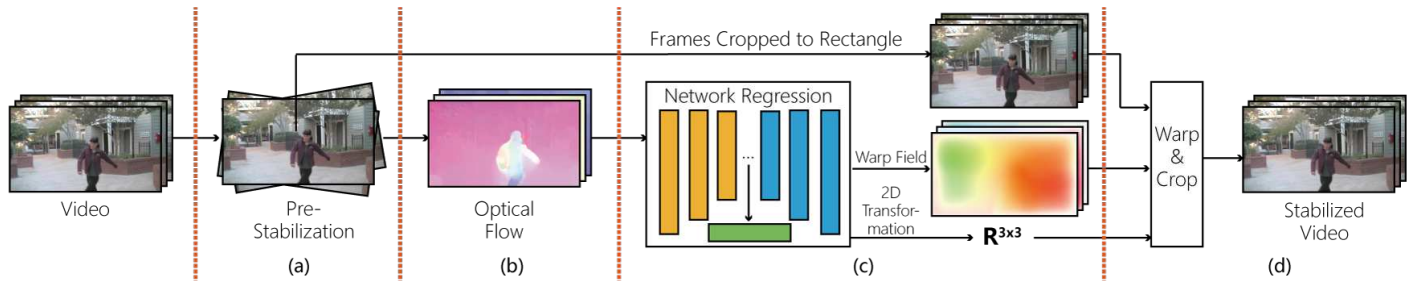 Frames Cropped to Rectangle
Network Regression
...
Warp Field
2D
Transfor-
mation
R3x3
Warp
&
Crop
Video
Pre-
Stabilization
Optical
Flow
Stabilized
Video
(a)
(b)
(c)
(d)